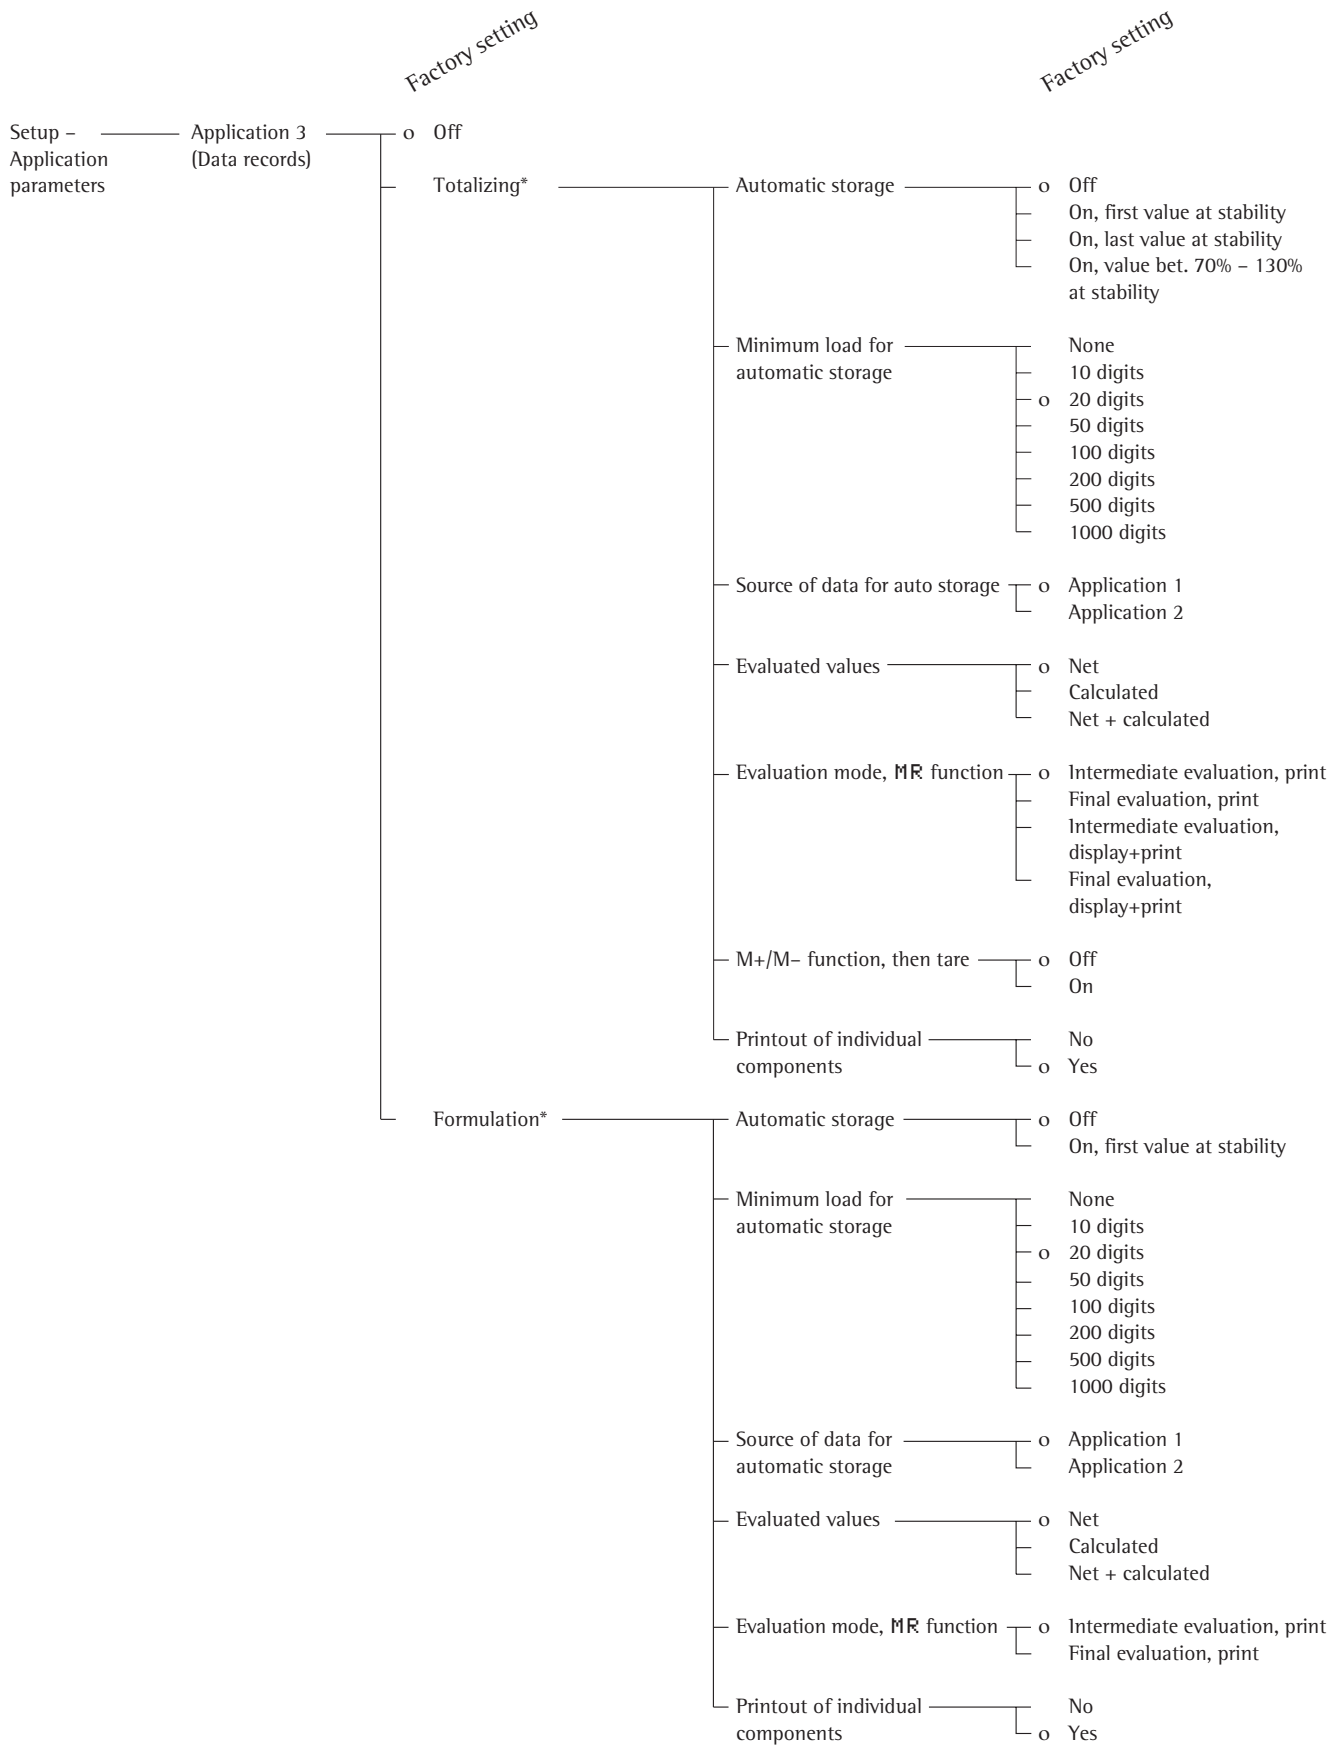 Factory setting
Factory setting
Setup – Application 3 o Off
Application (Data records)
parameters
Totalizing* Automatic storage o Off
On, first value at stability
On, last value at stability
On, value bet. 70% – 130%
at stability
Minimum load for None
automatic storage 10 digits
o 20 digits
50 digits
100 digits
200 digits
500 digits
1000 digits
Source of data for auto storage o Application 1
Application 2
Evaluated values o Net
Calculated
Net + calculated
Evaluation mode, MR function o Intermediate evaluation, print
Final evaluation, print
Intermediate evaluation,
display+print
Final evaluation,
display+print
M+/M– function, then tare o Off
On
Printout of individual No
components o Yes
Formulation* Automatic storage o Off
On, first value at stability
Minimum load for None
automatic storage 10 digits
o 20 digits
50 digits
100 digits
200 digits
500 digits
1000 digits
Source of data for o Application 1
automatic storage Application 2
Evaluated values o Net
Calculated
Net + calculated
Evaluation mode, MR function o Intermediate evaluation, print
Final evaluation, print
Printout of individual No
components o Yes